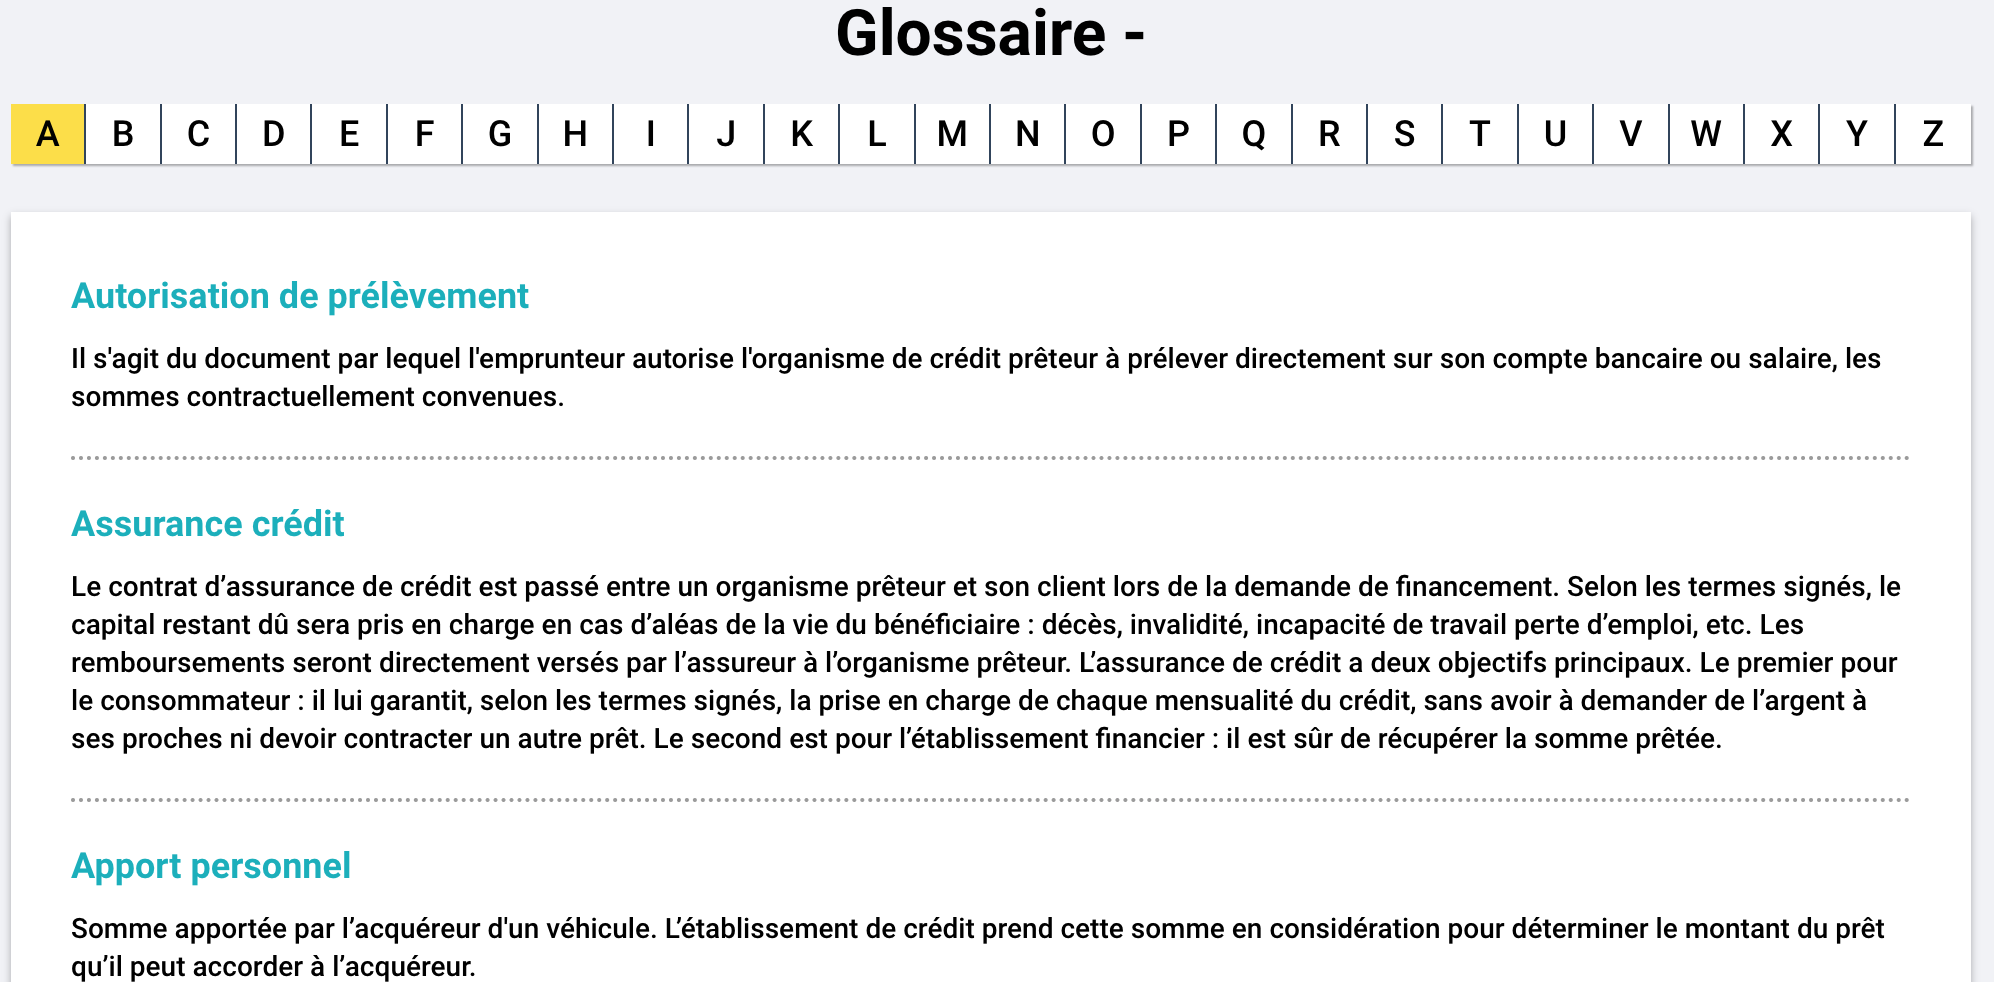 Glossaire -
A B C D E F G H I J K L M N O P Q R S T U V W X Y Z
Autorisation de prélèvement
Il s'agit du document par lequel l'emprunteur autorise l'organisme de crédit prêteur à prélever directement sur son compte bancaire ou salaire, les
sommes contractuellement convenues.
Assurance crédit
Le contrat d’assurance de crédit est passé entre un organisme prêteur et son client lors de la demande de financement. Selon les termes signés, le
capital restant dû sera pris en charge en cas d’aléas de la vie du bénéficiaire : décès, invalidité, incapacité de travail perte d’emploi, etc. Les
remboursements seront directement versés par l’assureur à l’organisme prêteur. L’assurance de crédit a deux objectifs principaux. Le premier pour
le consommateur : il lui garantit, selon les termes signés, la prise en charge de chaque mensualité du crédit, sans avoir à demander de l’argent à
ses proches ni devoir contracter un autre prêt. Le second est pour l’établissement financier : il est sûr de récupérer la somme prêtée.
Apport personnel
Somme apportée par l’acquéreur d'un véhicule. L’établissement de crédit prend cette somme en considération pour déterminer le montant du prêt
qu’il peut accorder à l’acquéreur.